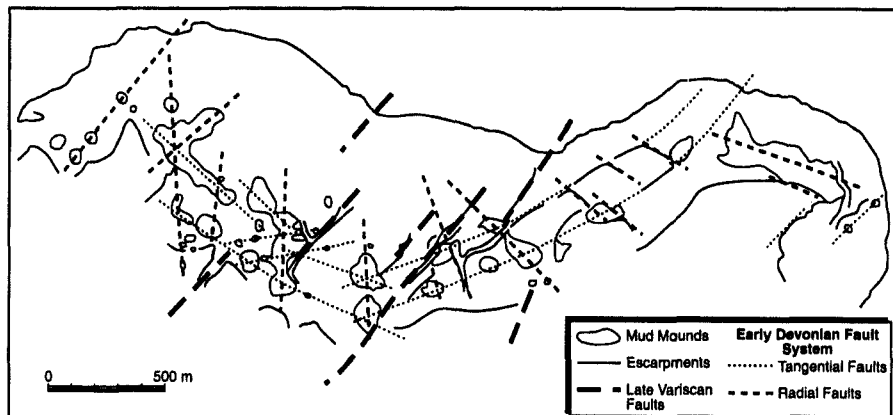 0 500 m
Mud Mounds
Escarpments
Late Variscan
Faults
Early Devonian Fault
System
Tangential Faults
Radial Faults